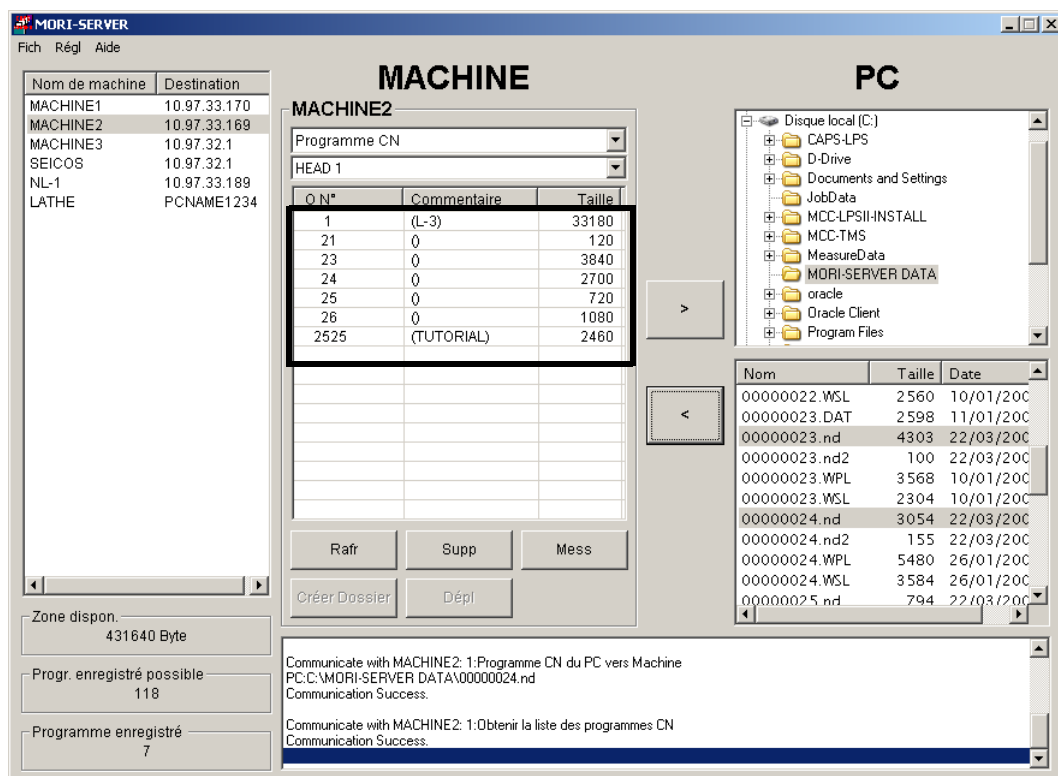 MORI-SERVER
Fich Régl Aide
Nom de machine Destination
MACHINE1 10.97.33.170
MACHINE2 10.97.33.169
MACHINE3 10.97.32.1
SEICOS 10.97.32.1
NL-1 10.97.33.189
LATHE PCNAME1234
Zone dispon.
431640 Byte
Progr. enregistré possible
118
Programme enregistré
7
MACHINE
MACHINE2
Programme CN
HEAD 1
O N° Commentaire Taille
1 (L-3) 33180
21 () 120
23 () 3840
24 () 2700
25 () 720
26 () 1080
2525 (TUTORIAL) 2460
Rafr Supp Mess
Créer Dossier Dépl
>
<
PC
Disque local (C:)
CAPS-LPS
D-Drive
Documents and Settings
JobData
MCC-LPSII-INSTALL
MCC-TMS
MeasureData
MORI-SERVER DATA
oracle
Oracle Client
Program Files
Nom Taille Date
00000022.WSL 2560 10/01/200
00000023.DAT 2598 11/01/200
00000023.nd 4303 22/03/200
00000023.nd2 100 22/03/200
00000023.WPL 3568 10/01/200
00000023.WSL 2304 10/01/200
00000024.nd 3054 22/03/200
00000024.nd2 155 22/03/200
00000024.WPL 5480 26/01/200
00000024.WSL 3584 26/01/200
00000025.nd 794 22/03/200
Communicate with MACHINE2: 1:Programme CN du PC vers Machine
PC:C:\MORI-SERVER DATA\00000024.nd
Communication Success.
Communicate with MACHINE2: 1:Obtenir la liste des programmes CN
Communication Success.